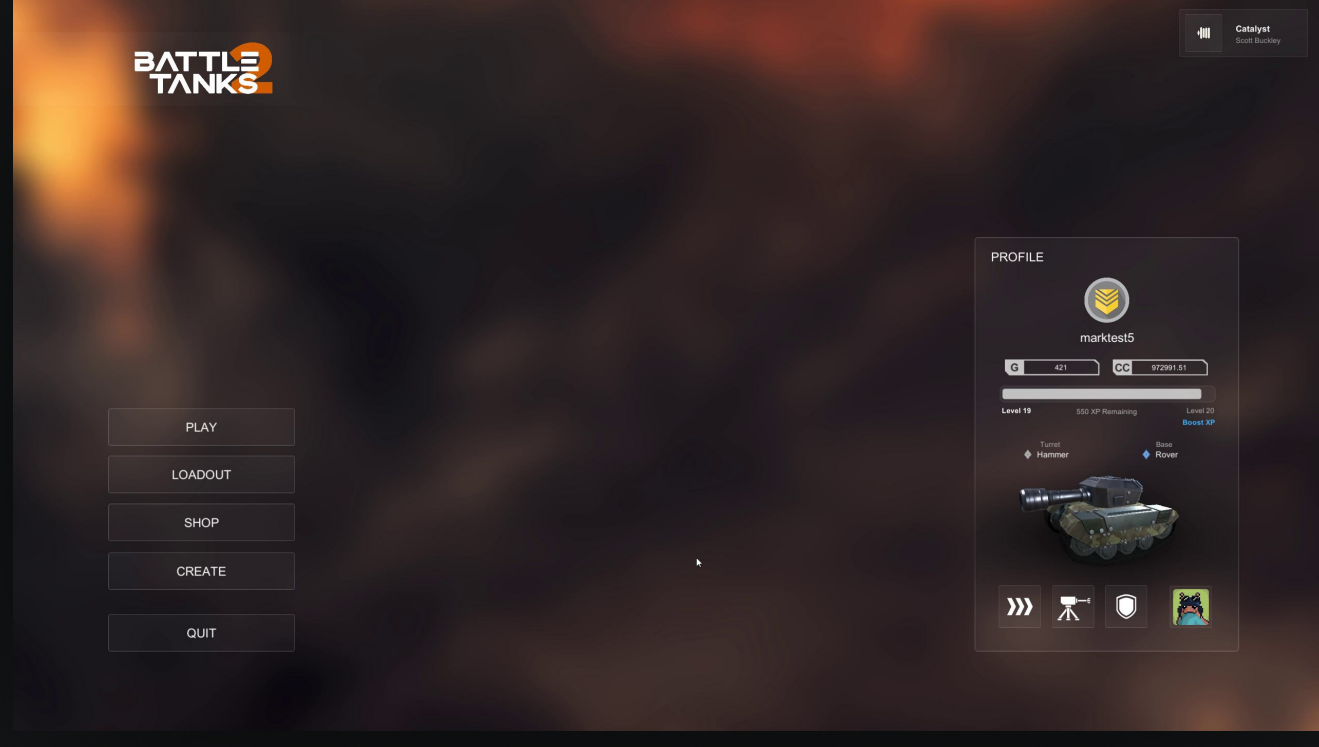 BATTLE 2
TANKS
Catalyst
Scott Buckley
PLAY
LOADOUT
SHOP
CREATE
QUIT
PROFILE
marktest5
G 421 CC 972991.51
Level 19 550 XP Remaining Level 20
Boost XP
Turret Base
Hammer Rover